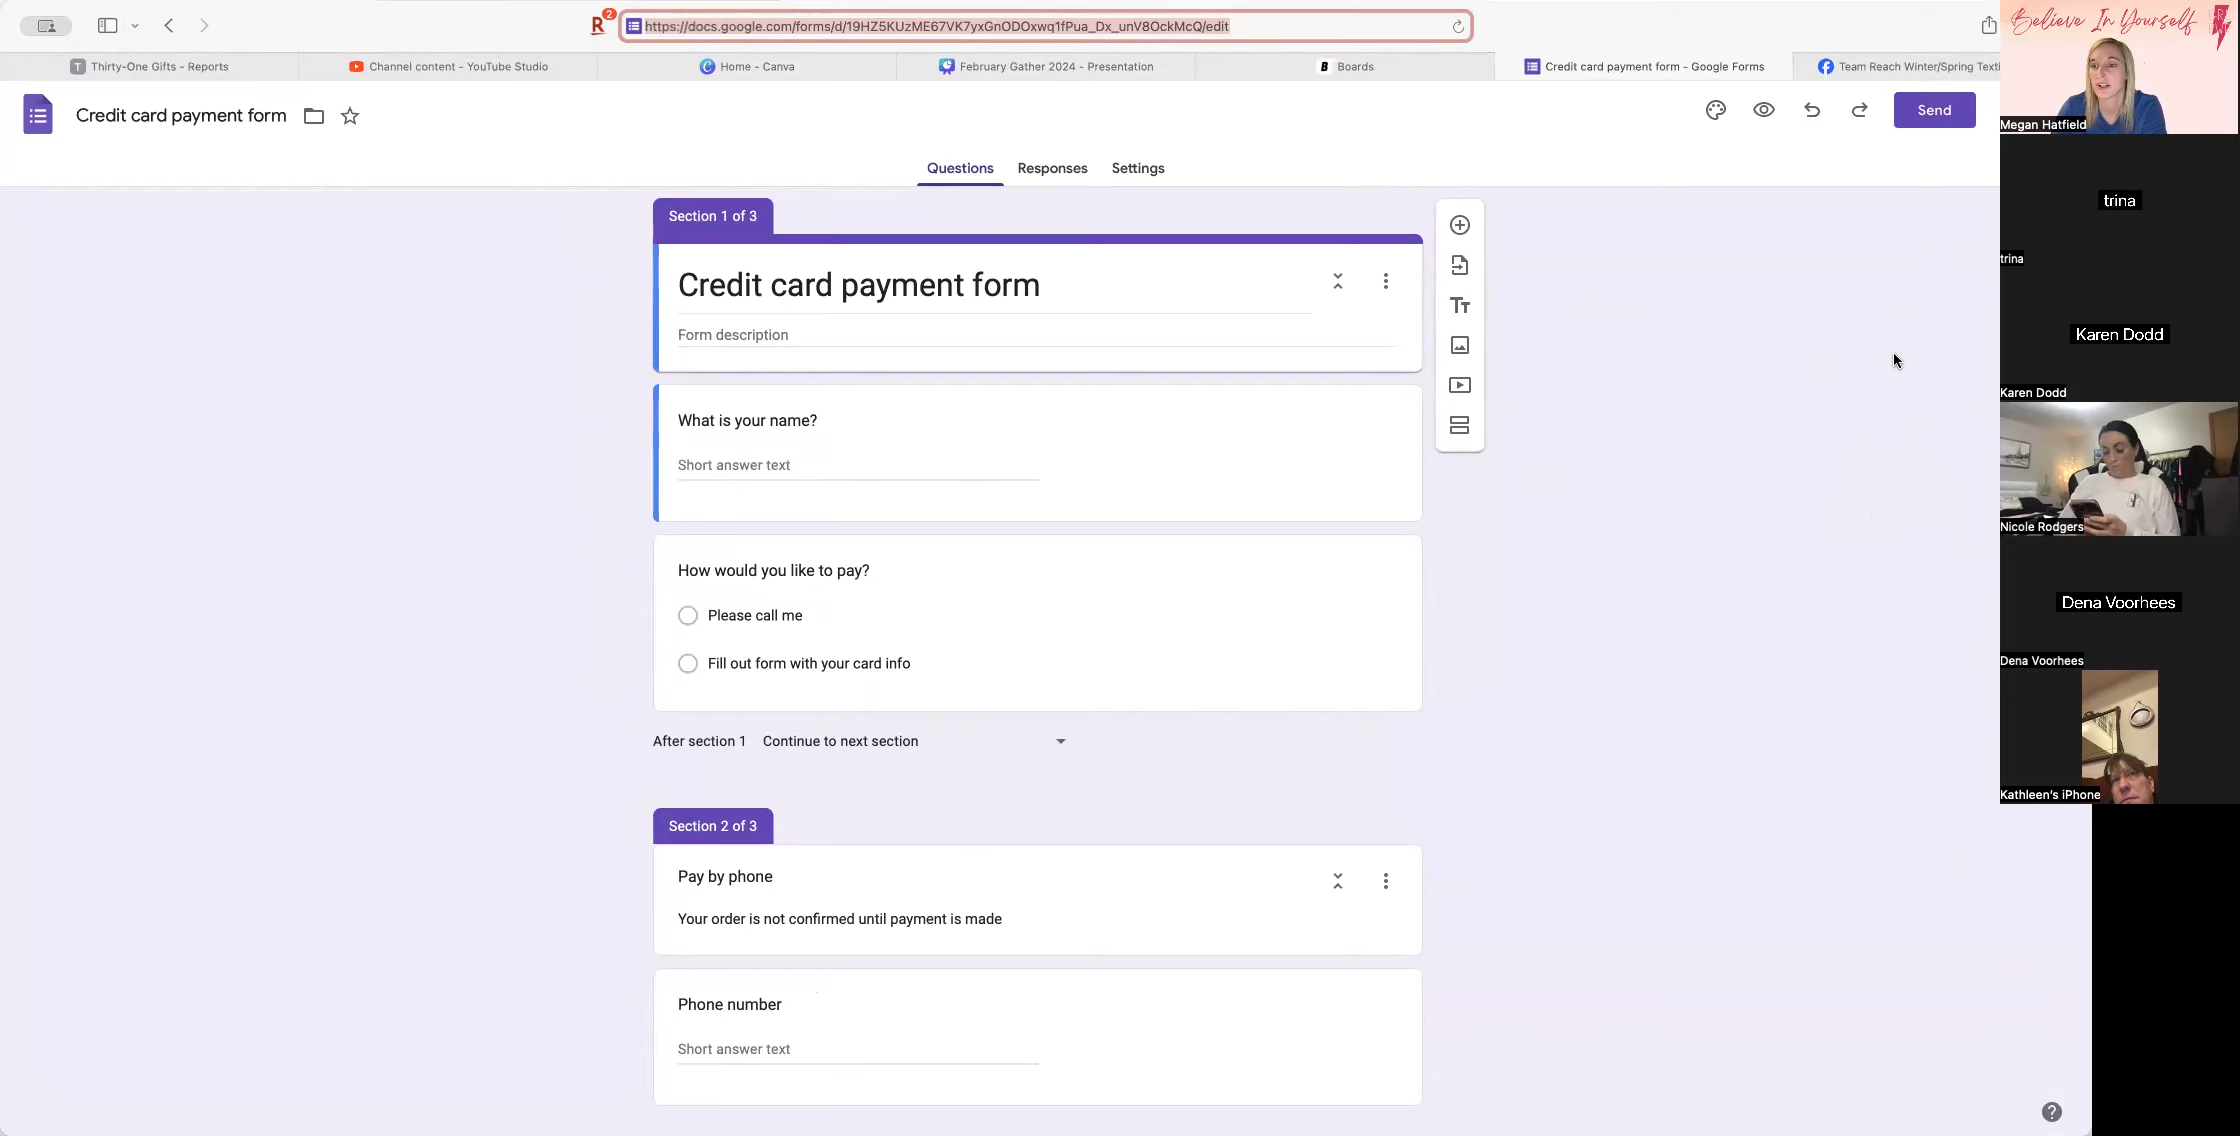 2
https://docs.google.com/forms/d/19HZ5KUzME67VK7yxGnODOxwq1fPua_Dx_unV8OckMcQ/edit
Thirty-One Gifts - Reports
Channel content - YouTube Studio
Home - Canva
February Gather 2024 - Presentation
Boards
Credit card payment form - Google Forms
Team Reach Winter/Spring Texti
Credit card payment form
Send
Questions
Responses
Settings
Section 1 of 3
Credit card payment form
Form description
What is your name?
Short answer text
How would you like to pay?
Please call me
Fill out form with your card info
After section 1 Continue to next section
Section 2 of 3
Pay by phone
Your order is not confirmed until payment is made
Phone number
Short answer text
Believe In Yourself
Megan Hatfield
trina
trina
Karen Dodd
Karen Dodd
Nicole Rodgers
Dena Voorhees
Dena Voorhees
Kathleen's iPhone